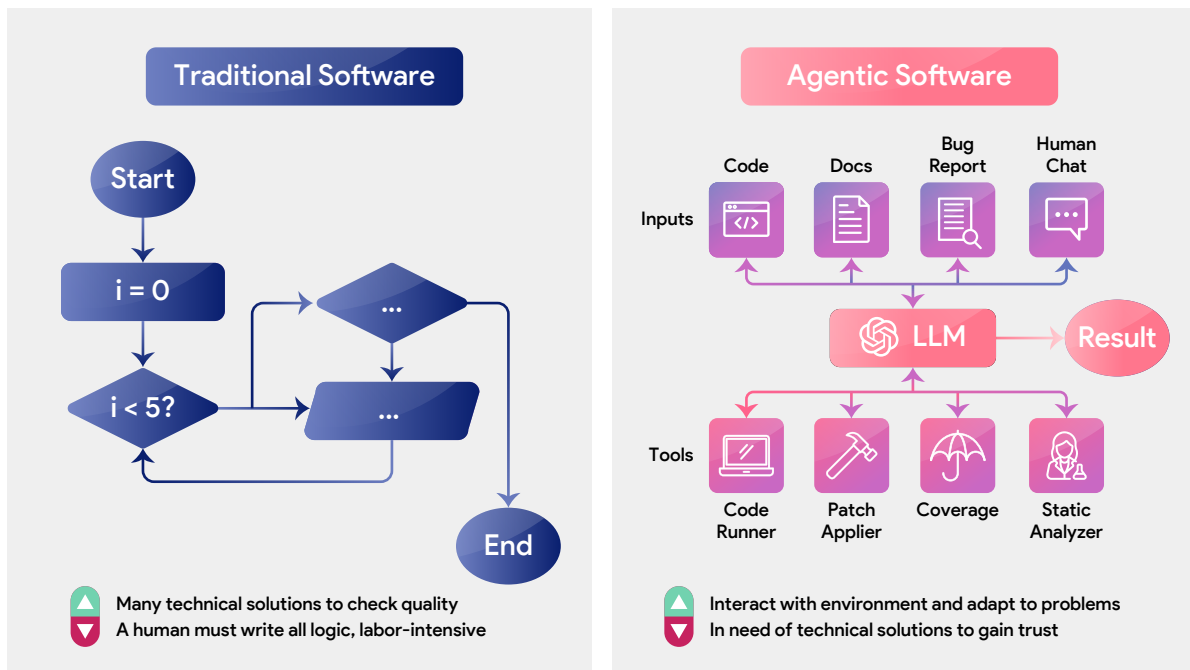 Traditional Software
Start
i = 0
i < 5?
...
...
End
Many technical solutions to check quality
A human must write all logic, labor-intensive
Agentic Software
Inputs
Code
Docs
Bug
Report
Human
Chat
</>
LLM
Result
Tools
Code
Runner
Patch
Applier
Coverage
Static
Analyzer
Interact with environment and adapt to problems
In need of technical solutions to gain trust